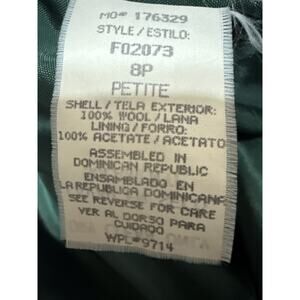 MO# 176329
STYLE/ESTILO:
F02073
8P
PETITE
SHELL/TELA EXTERIOR:
100% WOOL/LANA
LINING/FORRO:
100% ACETATE/ACETATO
ASSEMBLED IN
DOMINICAN REPUBLIC
ENSAMBLADO EN
LA REPUBLICA DOMINICANA
SEE REVERSE FOR CARE
VER AL DORSO PARA
CUIDADO
WPL#9714